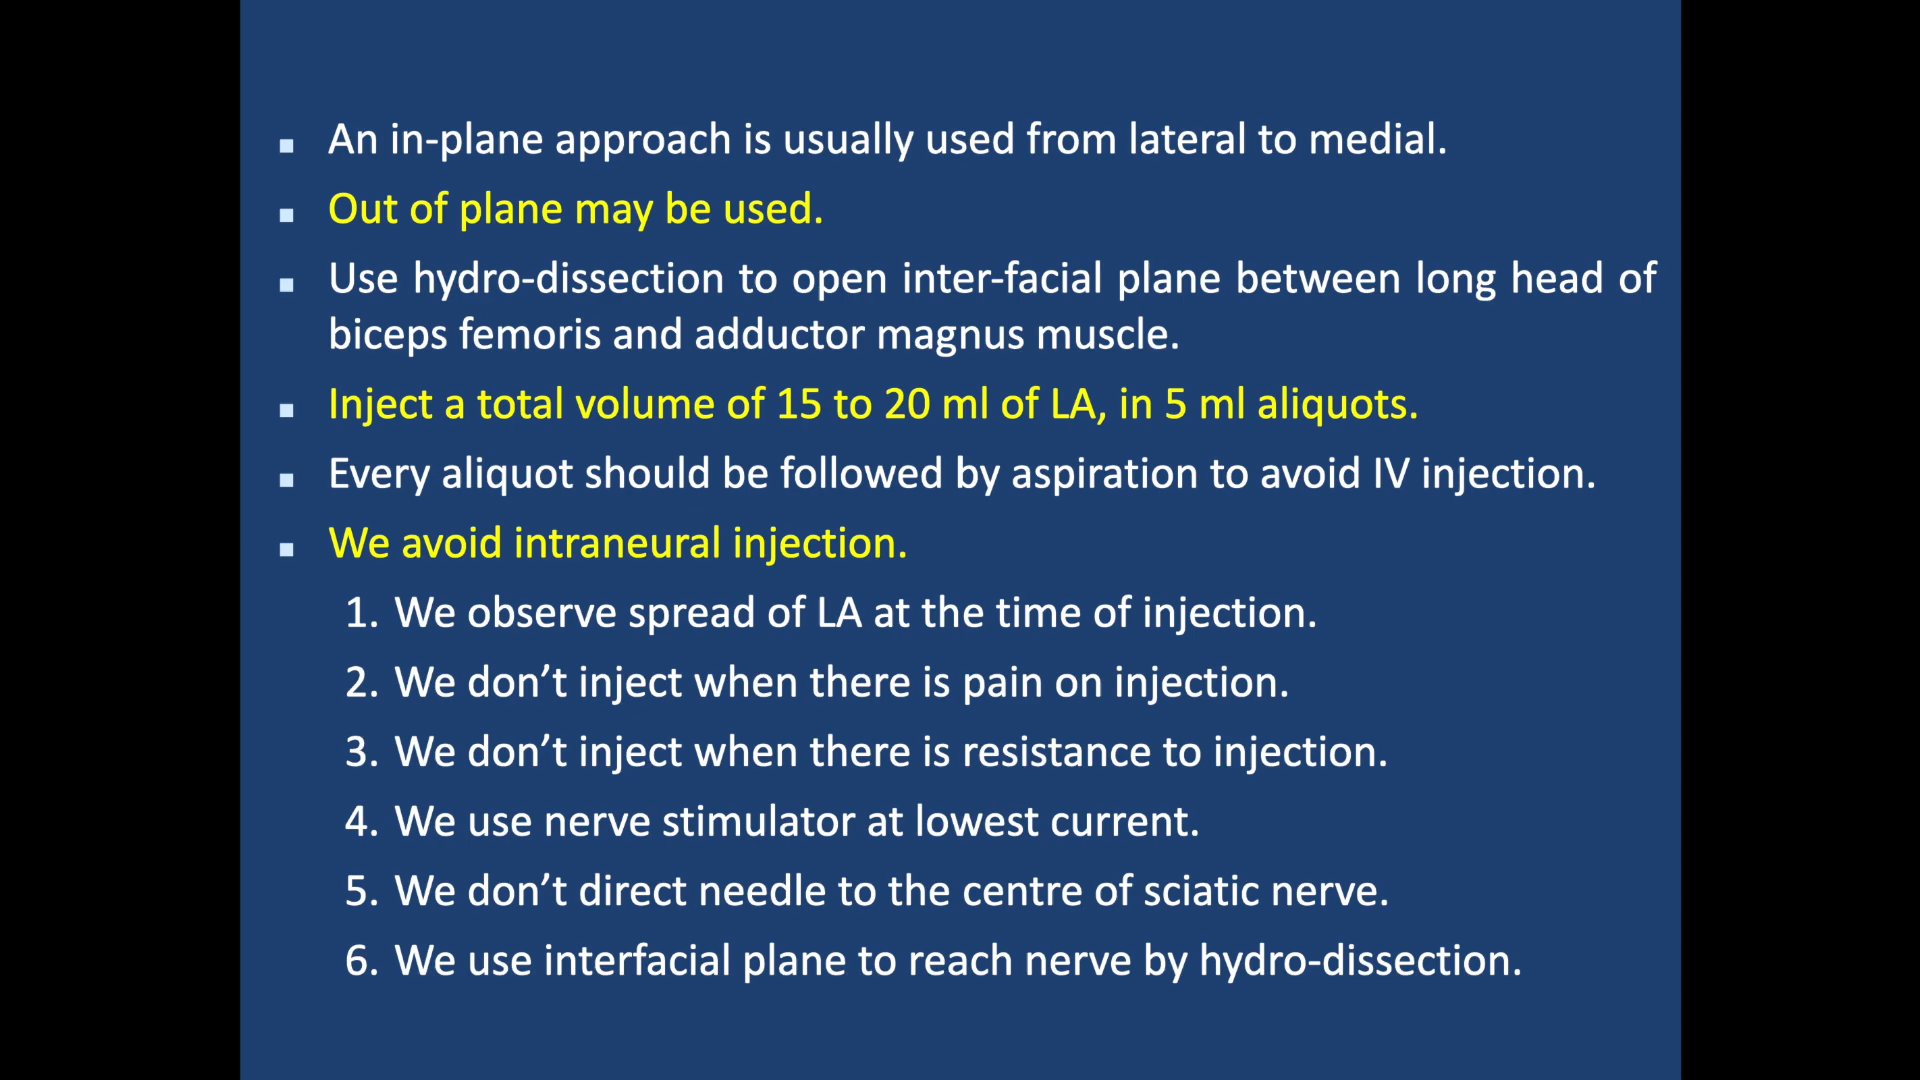 ▪ An in-plane approach is usually used from lateral to medial.
▪ Out of plane may be used.
▪ Use hydro-dissection to open inter-facial plane between long head of
biceps femoris and adductor magnus muscle.
▪ Inject a total volume of 15 to 20 ml of LA, in 5 ml aliquots.
▪ Every aliquot should be followed by aspiration to avoid IV injection.
▪ We avoid intraneural injection.
1. We observe spread of LA at the time of injection.
2. We don’t inject when there is pain on injection.
3. We don’t inject when there is resistance to injection.
4. We use nerve stimulator at lowest current.
5. We don’t direct needle to the centre of sciatic nerve.
6. We use interfacial plane to reach nerve by hydro-dissection.